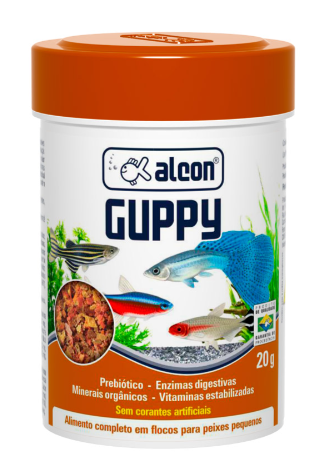 alcon®
GUPPY
20g
Prebiótico - Enzimas digestivas
Minerais orgânicos - Vitaminas estabilizadas
Sem corantes artificiais
Alimento completo em flocos para peixes pequenos